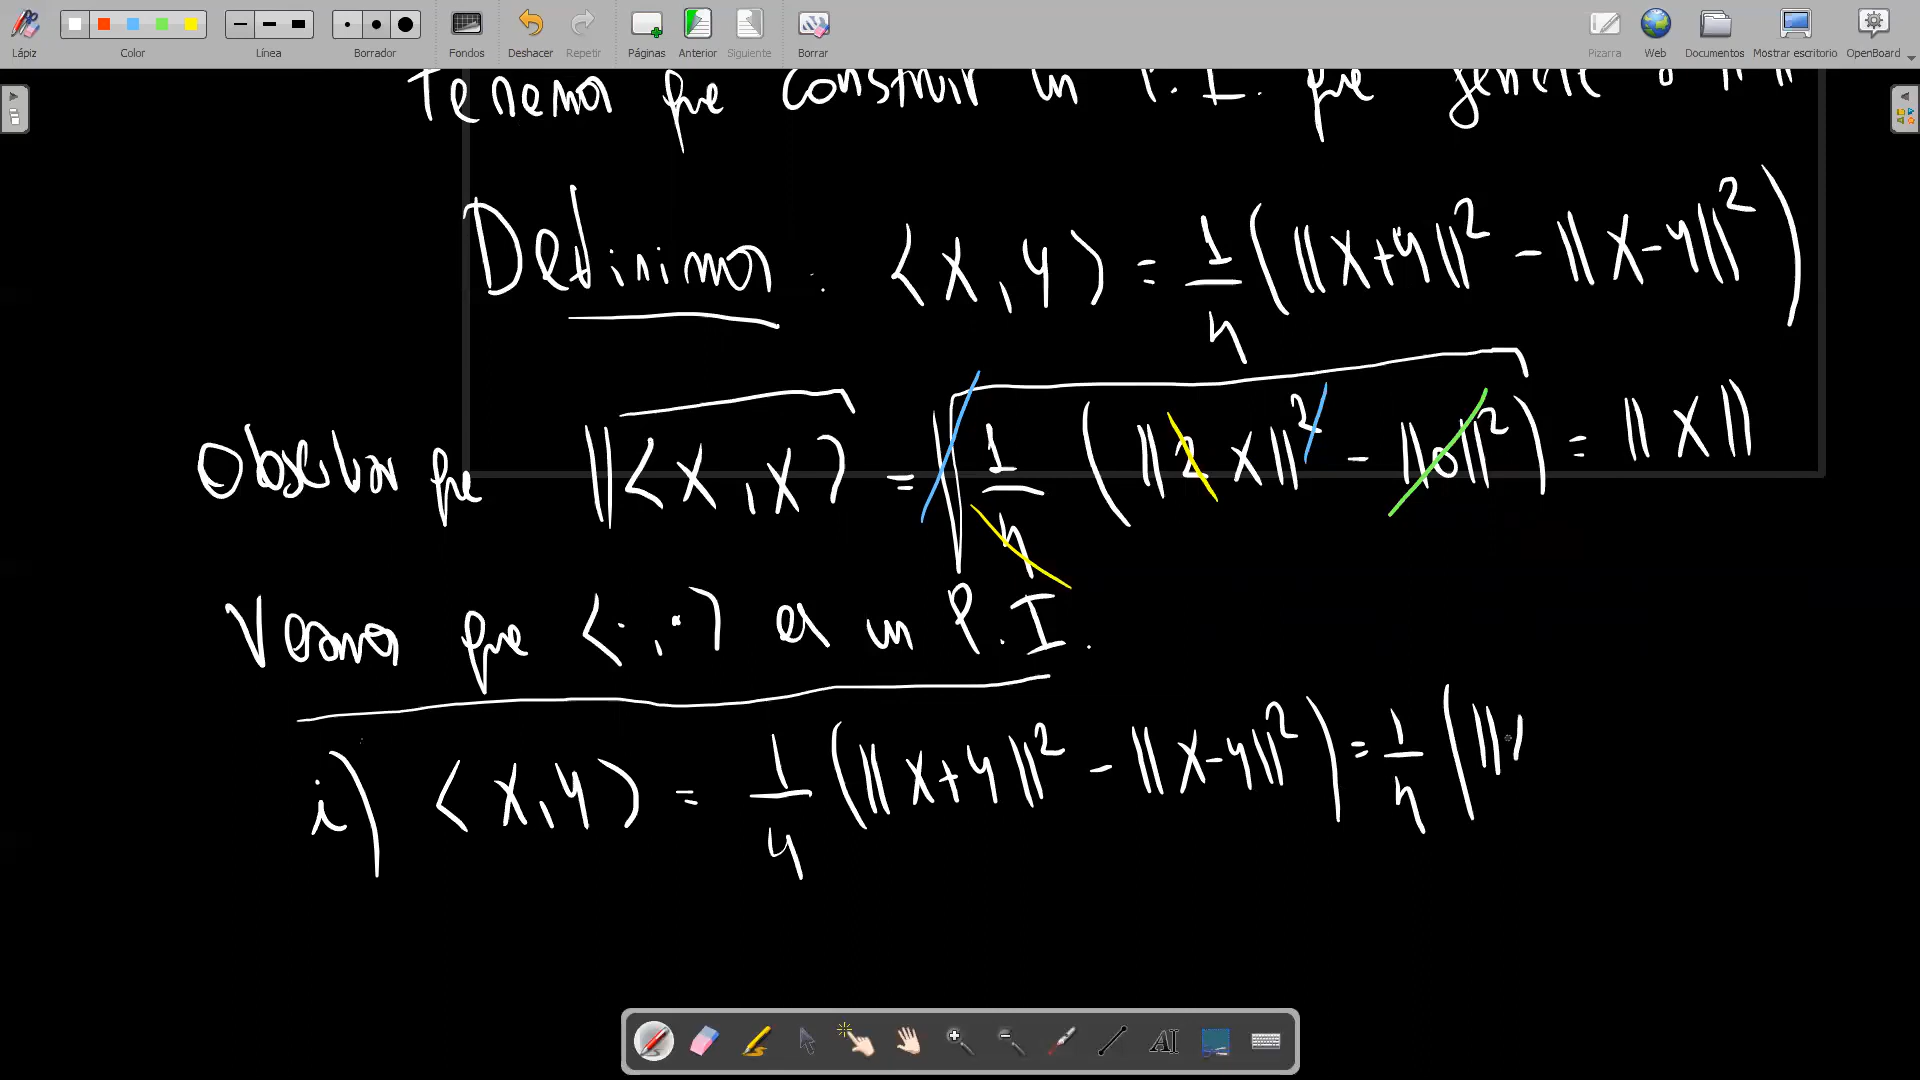 Lápiz Color Línea Borrador Fondos Deshacer Repetir Páginas Anterior Siguiente Borrar Pizarra Web Documentos Mostrar escritorio OpenBoard
Tenemos que construir un P. I. que genere a || ||
Definimos: ⟨x, y⟩ = 1/4 (||x+y||² - ||x-y||²)
Observar que √⟨x, x⟩ = √1/4 (||2x||² - ||0||²) = ||x||
Veamos que ⟨·,·⟩ es un P. I.
i) ⟨x, y⟩ = 1/4 (||x+y||² - ||x-y||²) = 1/4 (||